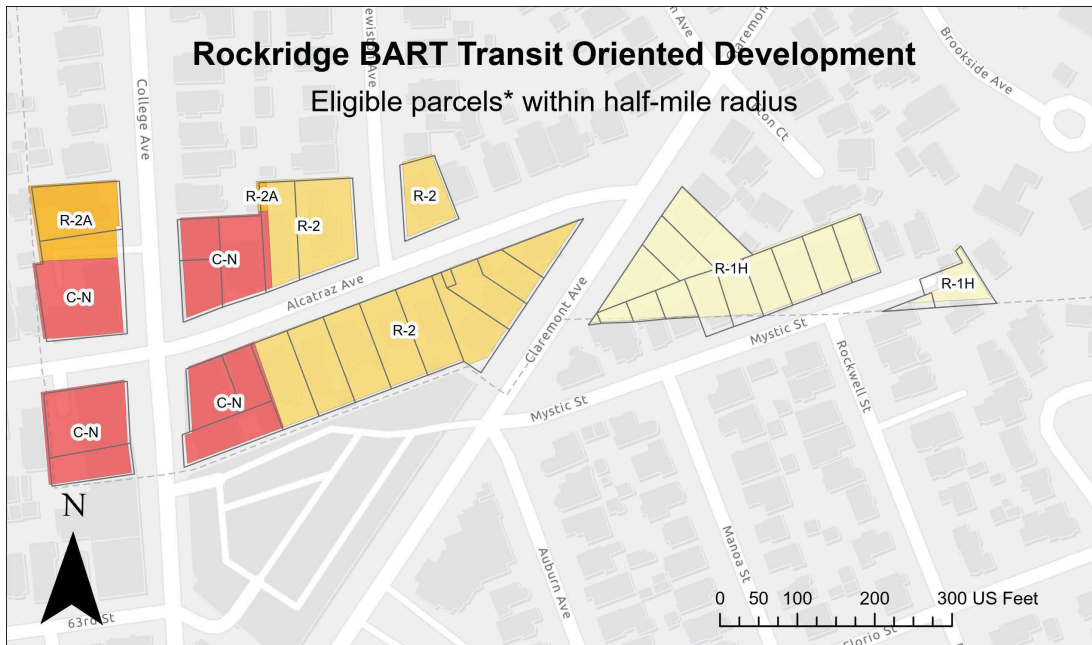 Rockridge BART Transit Oriented Development
Eligible parcels* within half-mile radius
College Ave
Brookside Ave
R-2A
R-2A
R-2
R-2
C-N
C-N
R-1H
R-1H
Alcatraz Ave
R-2
Claremont Ave
Mystic St
Rockwell St
C-N
C-N
Mystic St
N
Manoa St
Auburn Ave
63rd St
Florio St
0 50 100 200 300 US Feet